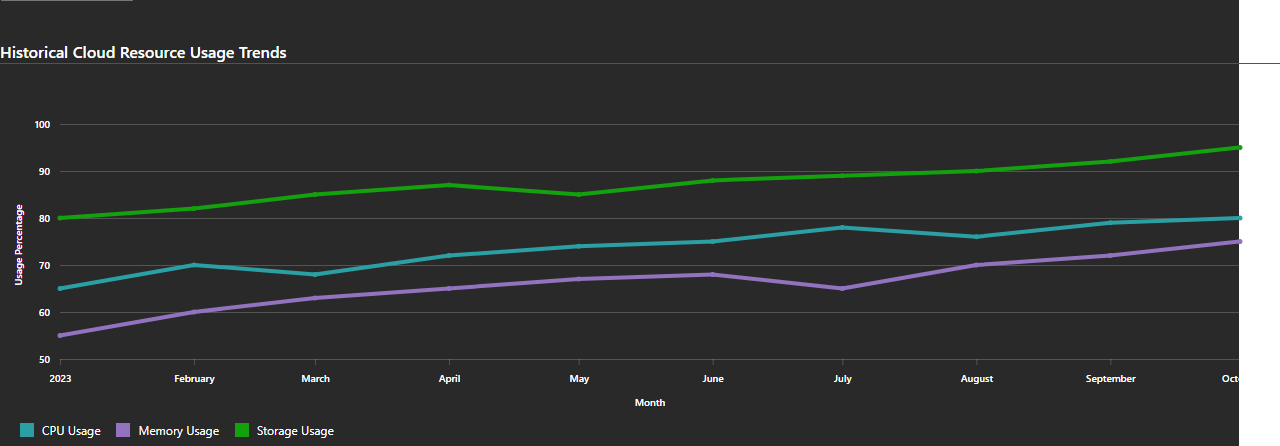 Historical Cloud Resource Usage Trends
100
90
80
70
60
50
Usage Percentage
2023 February March April May June July August September Octo
Month
CPU Usage Memory Usage Storage Usage